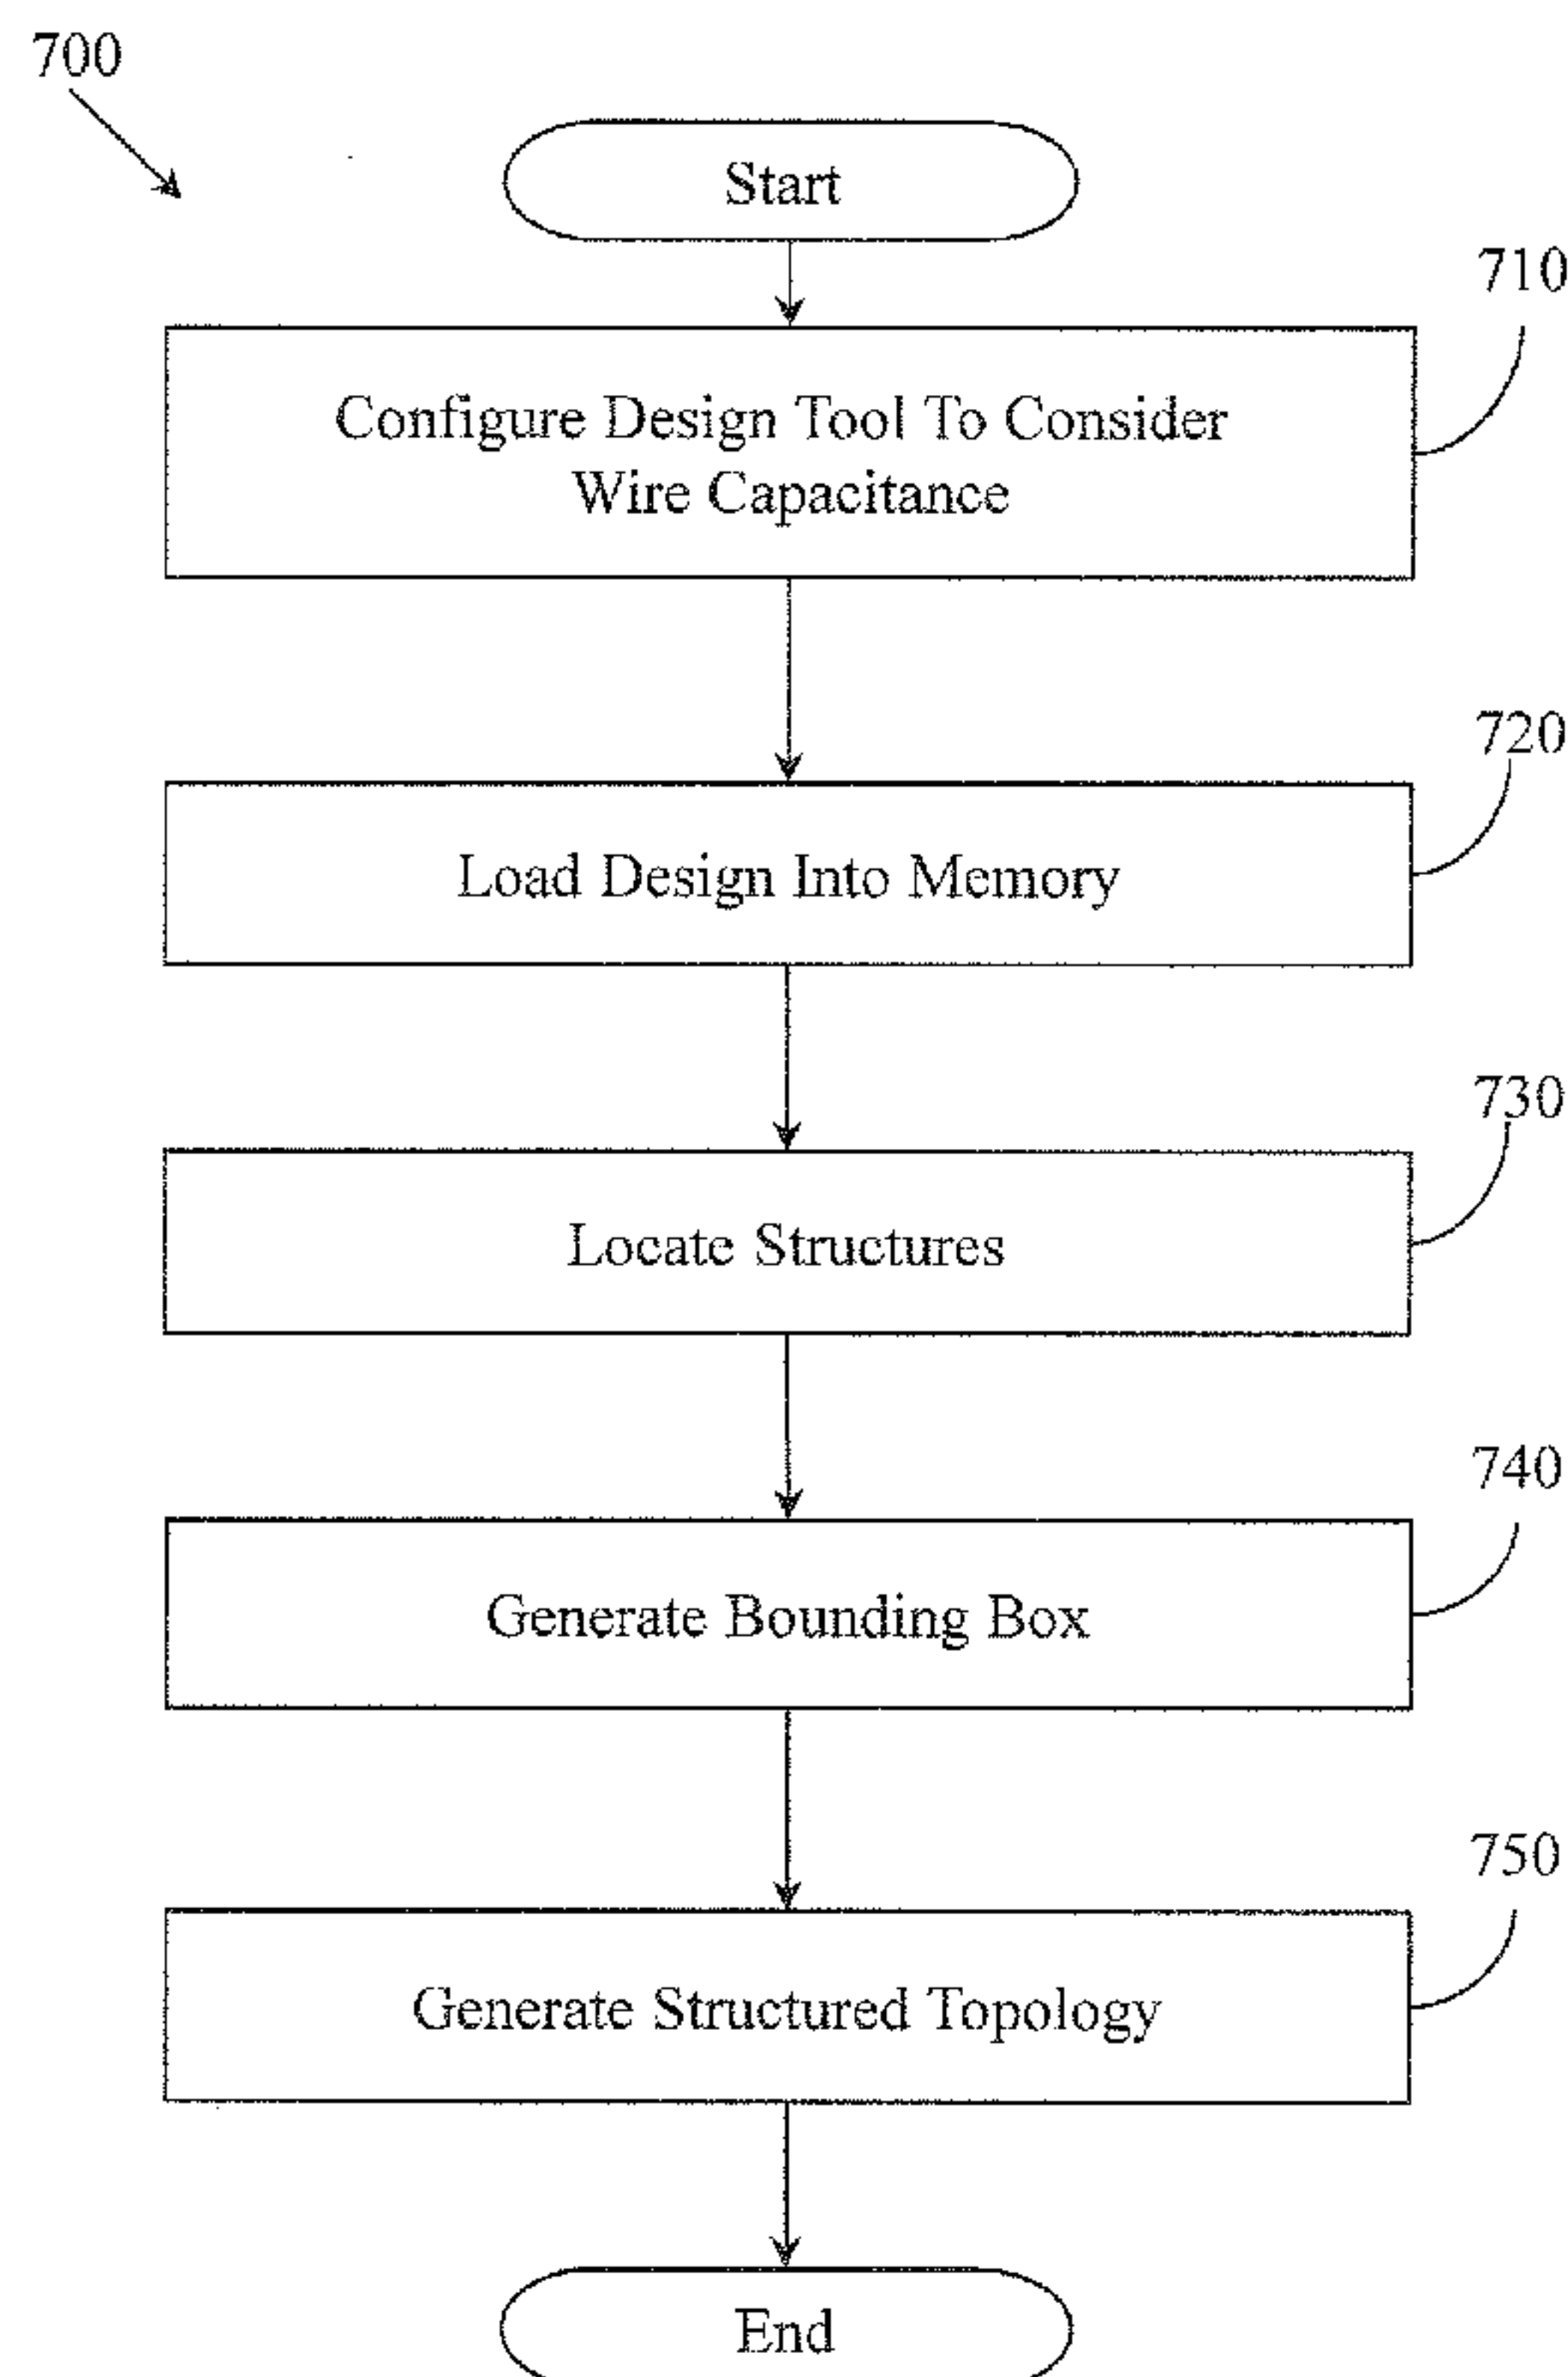 700
Start
710
Configure Design Tool To Consider
Wire Capacitance
720
Load Design Into Memory
730
Locate Structures
740
Generate Bounding Box
750
Generate Structured Topology
End